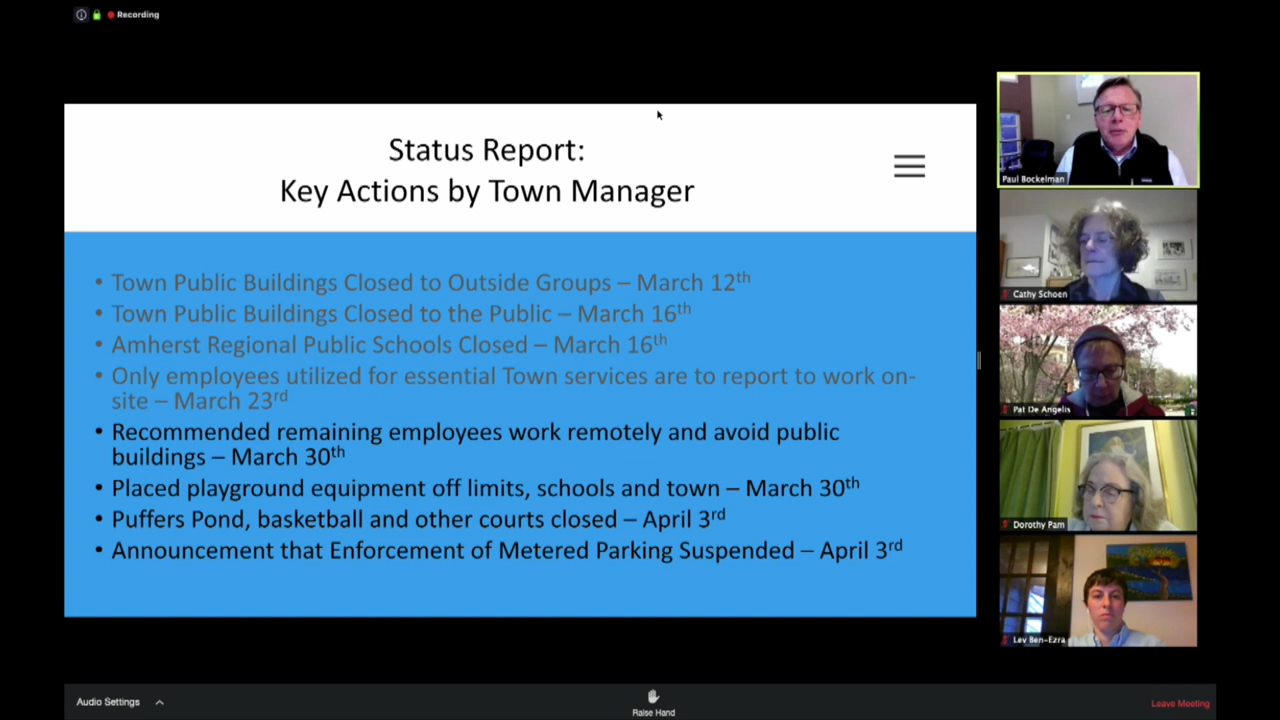 Recording
Status Report:
Key Actions by Town Manager
• Town Public Buildings Closed to Outside Groups – March 12th
• Town Public Buildings Closed to the Public – March 16th
• Amherst Regional Public Schools Closed – March 16th
• Only employees utilized for essential Town services are to report to work on-
site – March 23rd
• Recommended remaining employees work remotely and avoid public
buildings – March 30th
• Placed playground equipment off limits, schools and town – March 30th
• Puffers Pond, basketball and other courts closed – April 3rd
• Announcement that Enforcement of Metered Parking Suspended – April 3rd
Paul Bockelman
Cathy Schoen
Pat De Angelis
Dorothy Pam
Lev Ben-Ezra
Audio Settings
Raise Hand
Leave Meeting